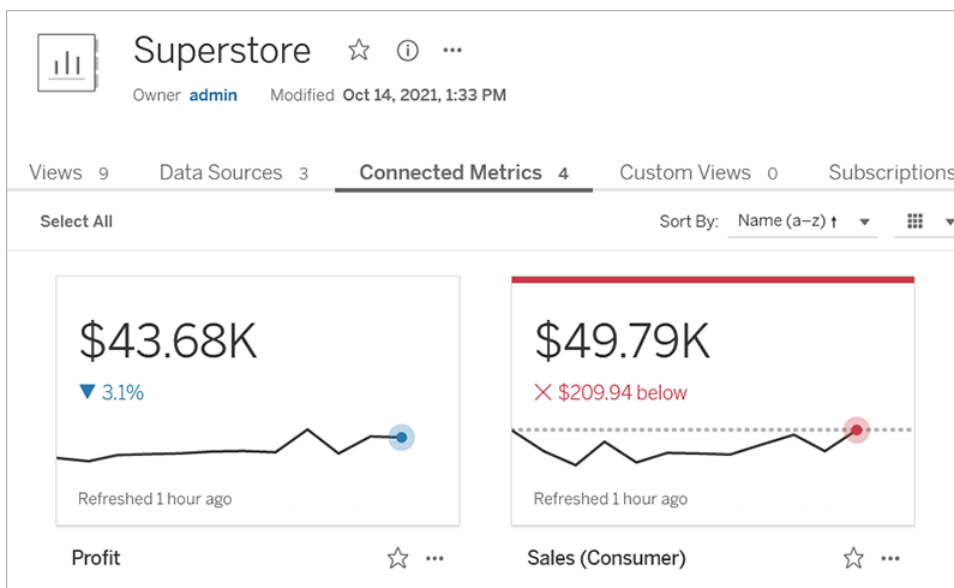 Superstore
Owner admin Modified Oct 14, 2021, 1:33 PM
Views 9 Data Sources 3 Connected Metrics 4 Custom Views 0 Subscriptions
Select All Sort By: Name (a–z) ↑
$43.68K $49.79K
▼ 3.1% × $209.94 below
Refreshed 1 hour ago Refreshed 1 hour ago
Profit Sales (Consumer)